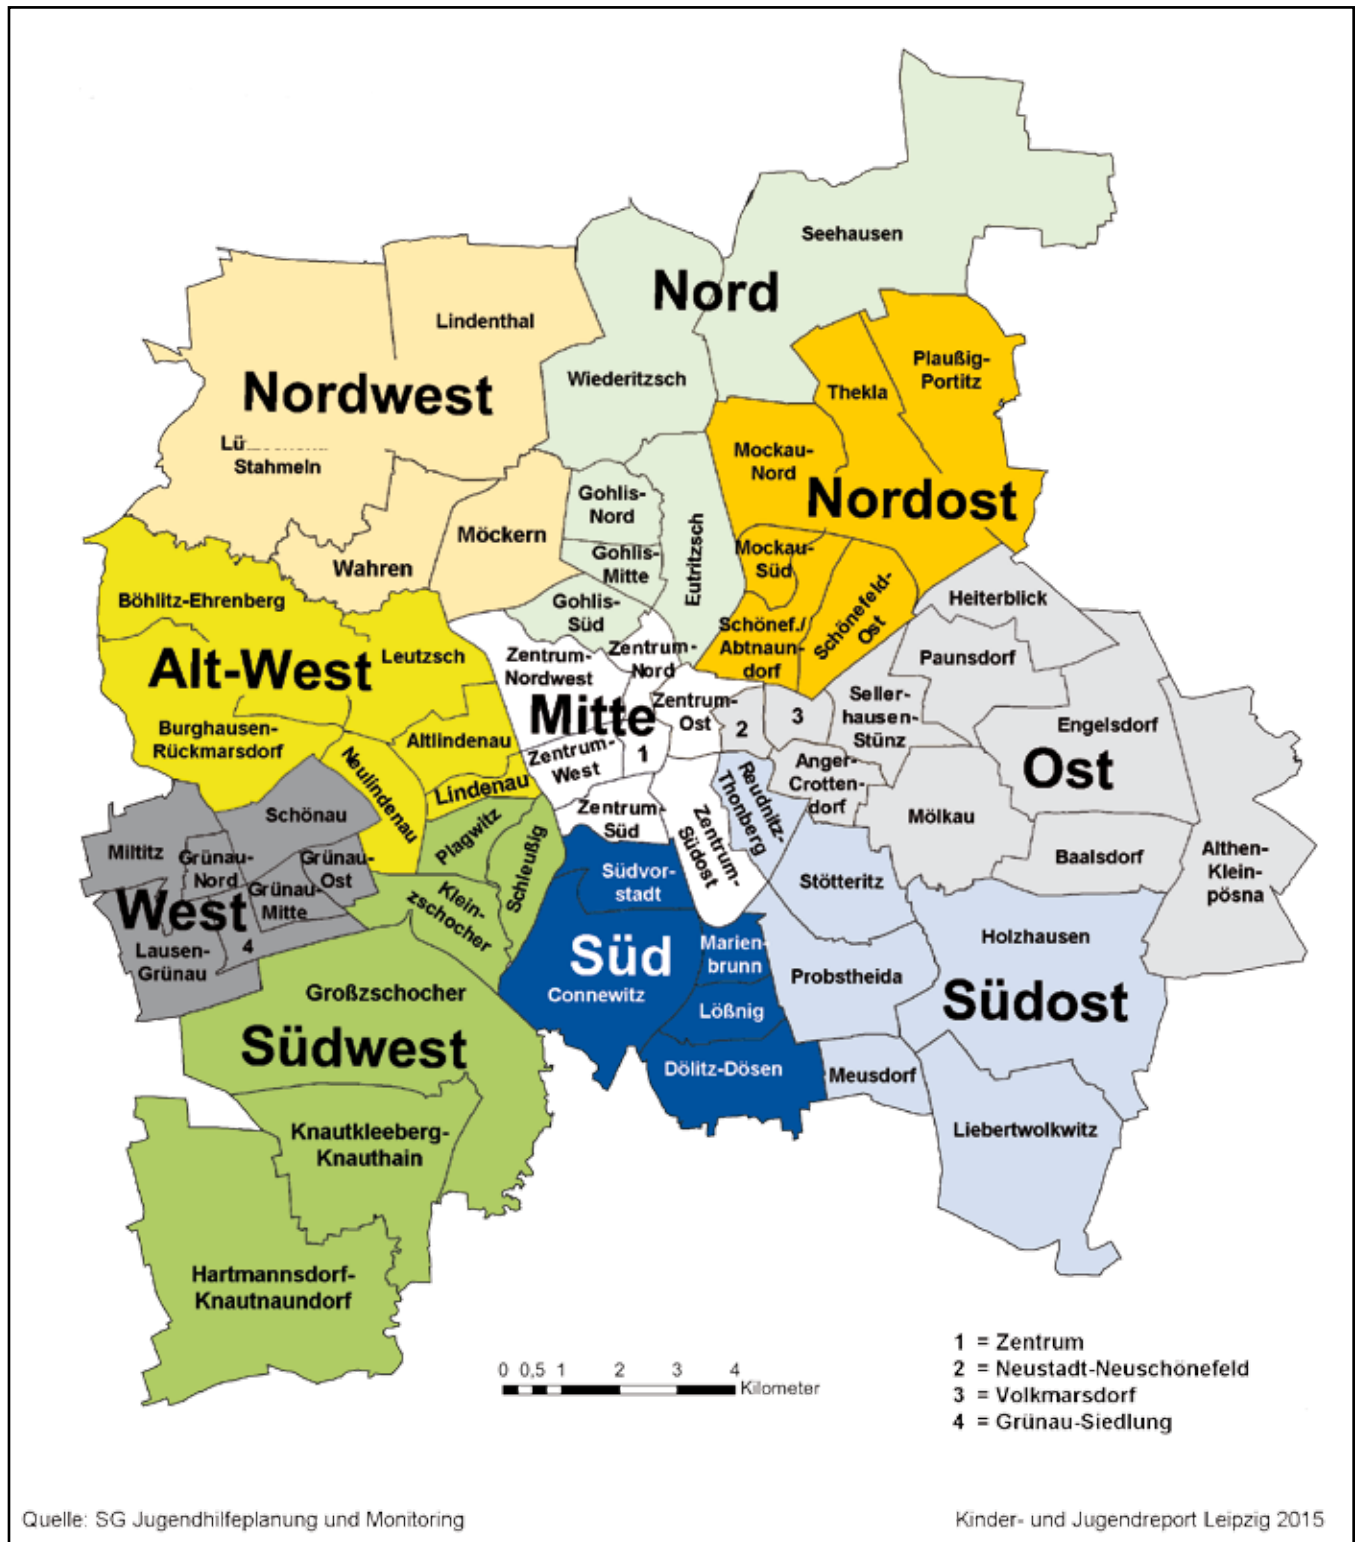 Seehausen
Nord
Lindenthal
Wiederitzsch
Plaußig-
Portitz
Thekla
Nordwest
Stahmeln
Mockau-
Nord
Nordost
Gohlis-
Nord
Möckern
Eutritzsch
Gohlis-
Mitte
Mockau-
Süd
Wahren
Böhlitz-Ehrenberg
Gohlis-
Süd
Schönef./
Abtnaun-
dorf
Schönefeld-
Ost
Heiterblick
Alt-West
Leutzsch
Zentrum-
Nordwest
Zentrum-
Nord
Paunsdorf
Mitte
Zentrum-
Ost
2
3
Sellerhausen-
Stünz
Engelsdorf
Burghausen-
Rückmarsdorf
Altlindenau
Zentrum-
West
1
Ost
Neulindenau
Lindenau
Reudnitz-
Thonberg
Anger-
Crotten-
dorf
Mölkau
Schönau
Zentrum-
Süd
Zentrum-
Südost
Plagwitz
Schleußig
Miltitz
Grünau-
Nord
Grünau-
Ost
Grünau-
Mitte
West
4
Lausen-
Grünau
Klein-
zschocher
Südvor-
stadt
Stötteritz
Baalsdorf
Althen-
Klein-
pösna
Süd
Connewitz
Marien-
brunn
Probstheida
Holzhausen
Südost
Großzschocher
Südwest
Lößnig
Dölitz-Dösen
Meusdorf
Liebertwolkwitz
Knautkleeberg-
Knauthain
Hartmannsdorf-
Knautnaundorf
0 0,5 1 2 3 4
Kilometer
1 = Zentrum
2 = Neustadt-Neuschönefeld
3 = Volkmarsdorf
4 = Grünau-Siedlung
Quelle: SG Jugendhilfeplanung und Monitoring
Kinder- und Jugendreport Leipzig 2015